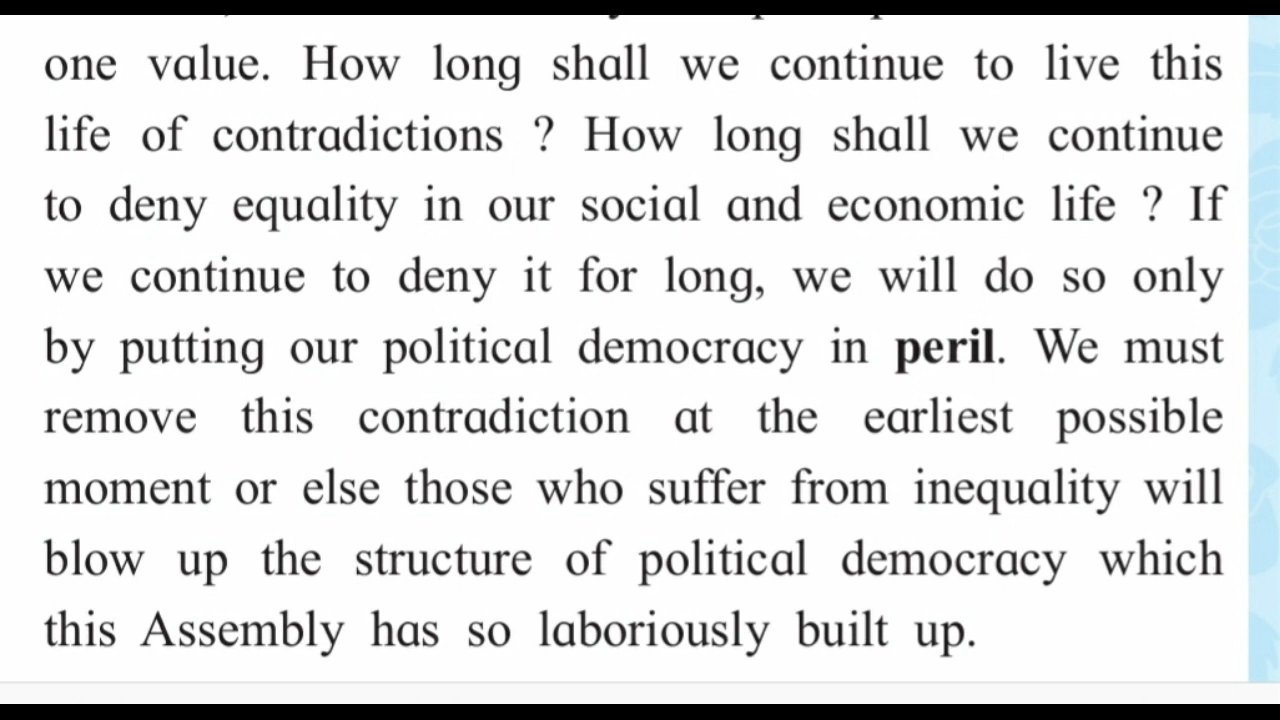 one value. How long shall we continue to live this
life of contradictions ? How long shall we continue
to deny equality in our social and economic life ? If
we continue to deny it for long, we will do so only
by putting our political democracy in peril. We must
remove this contradiction at the earliest possible
moment or else those who suffer from inequality will
blow up the structure of political democracy which
this Assembly has so laboriously built up.